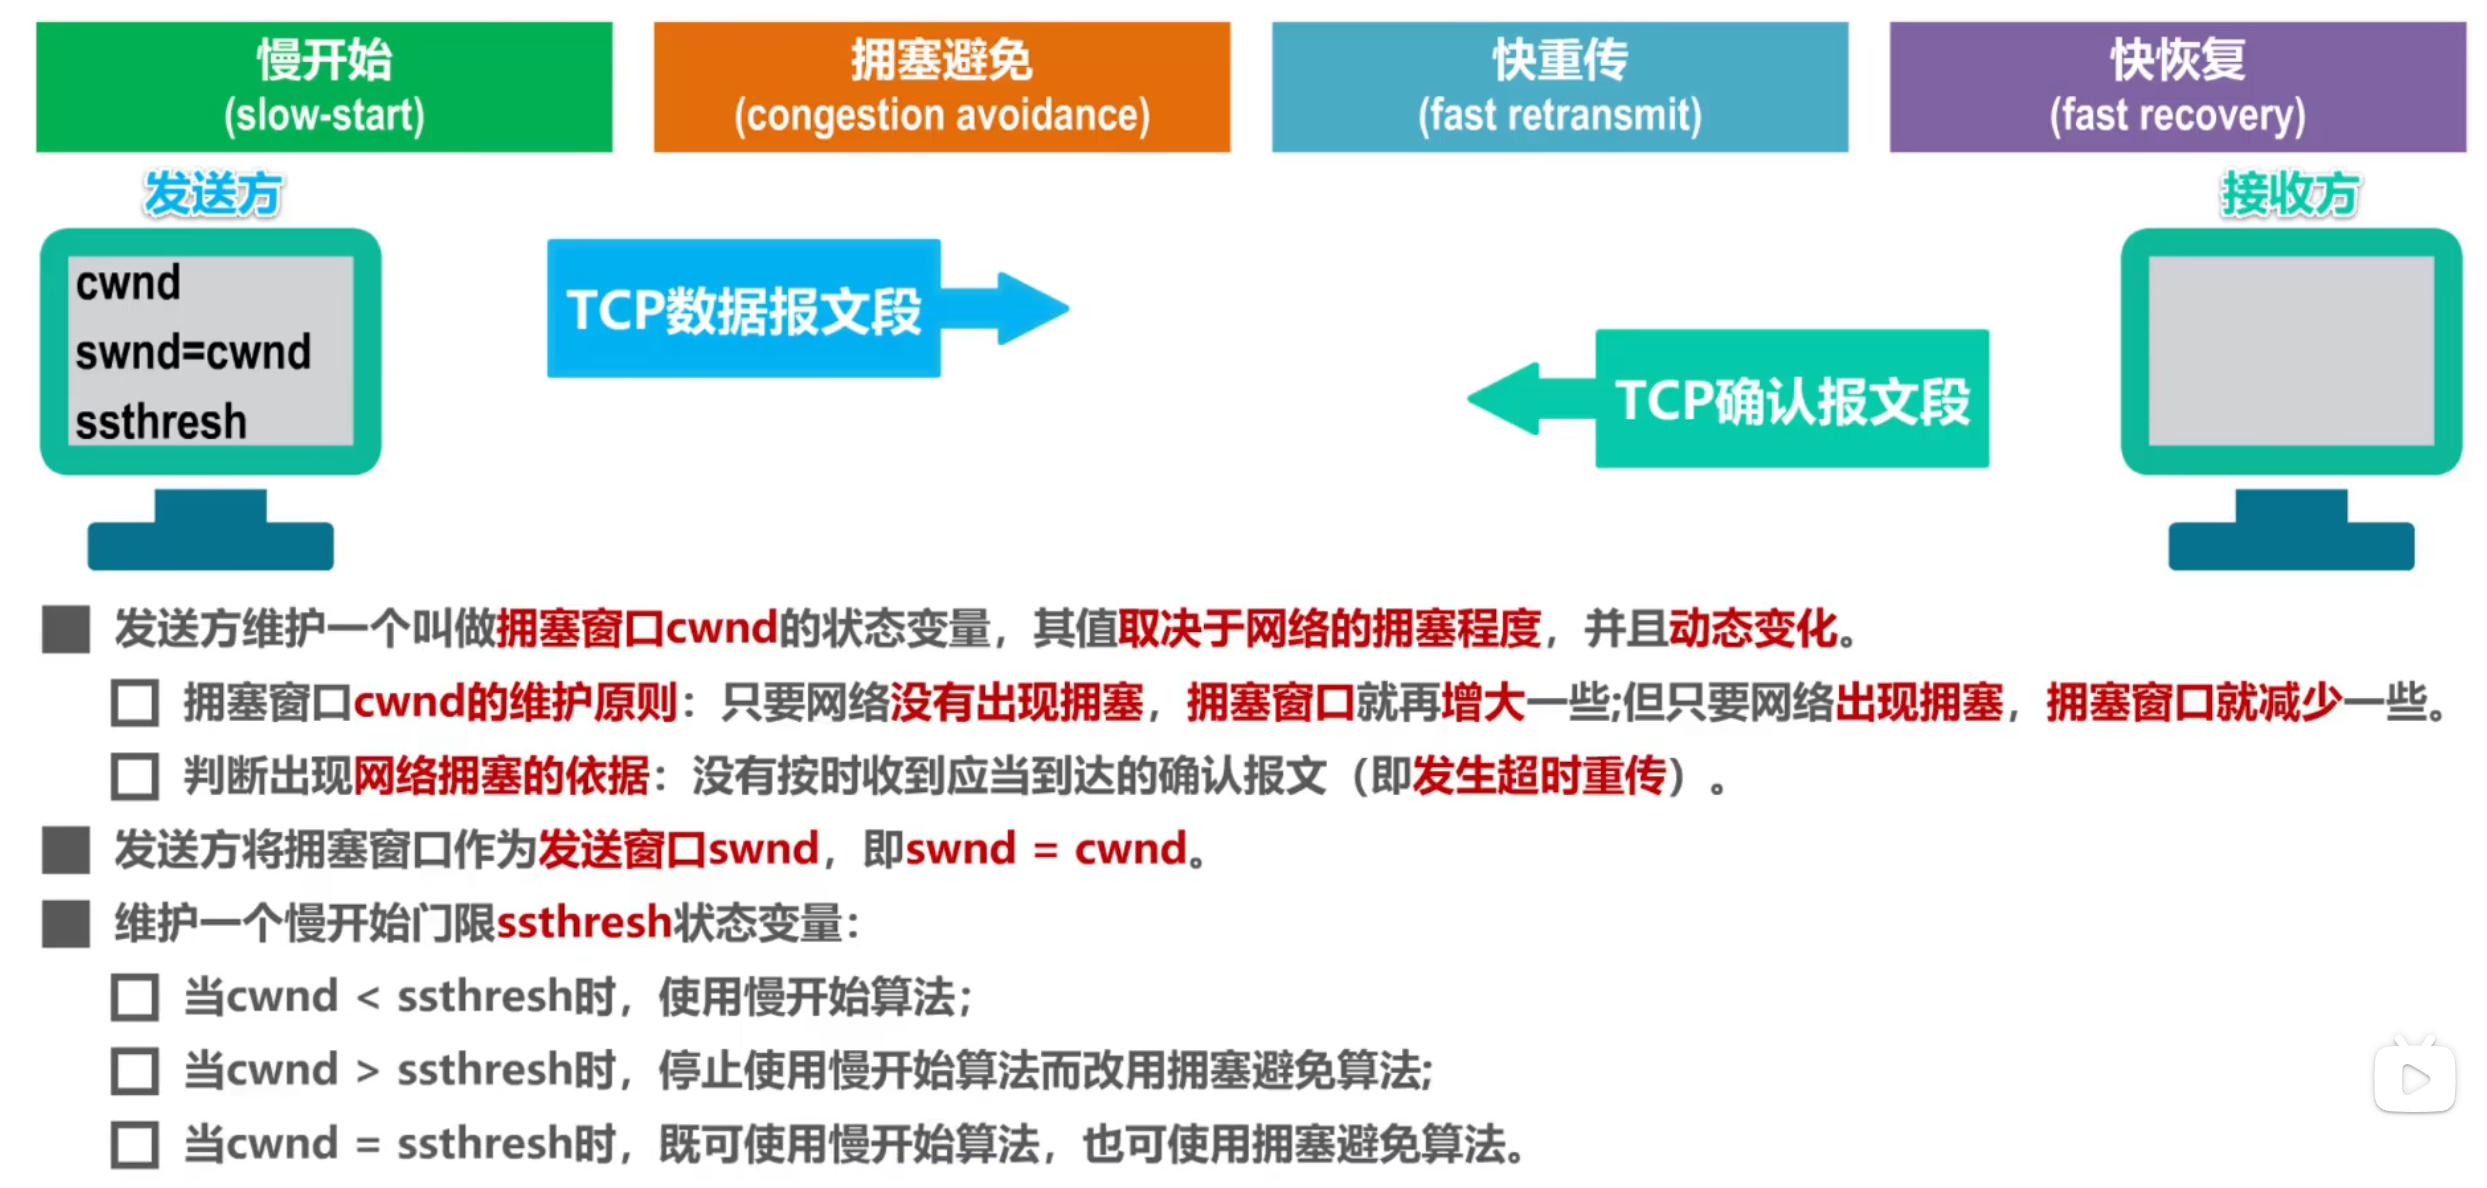 慢开始
(slow-start)
拥塞避免
(congestion avoidance)
快重传
(fast retransmit)
快恢复
(fast recovery)
发送方
接收方
cwnd
swnd=cwnd
ssthresh
TCP数据报文段
TCP确认报文段
发送方维护一个叫做拥塞窗口cwnd的状态变量，其值取决于网络的拥塞程度，并且动态变化。
拥塞窗口cwnd的维护原则：只要网络没有出现拥塞，拥塞窗口就再增大一些;但只要网络出现拥塞，拥塞窗口就减少一些。
判断出现网络拥塞的依据：没有按时收到应当到达的确认报文（即发生超时重传）。
发送方将拥塞窗口作为发送窗口swnd，即swnd = cwnd。
维护一个慢开始门限ssthresh状态变量：
当cwnd < ssthresh时，使用慢开始算法；
当cwnd > ssthresh时，停止使用慢开始算法而改用拥塞避免算法;
当cwnd = ssthresh时，既可使用慢开始算法，也可使用拥塞避免算法。